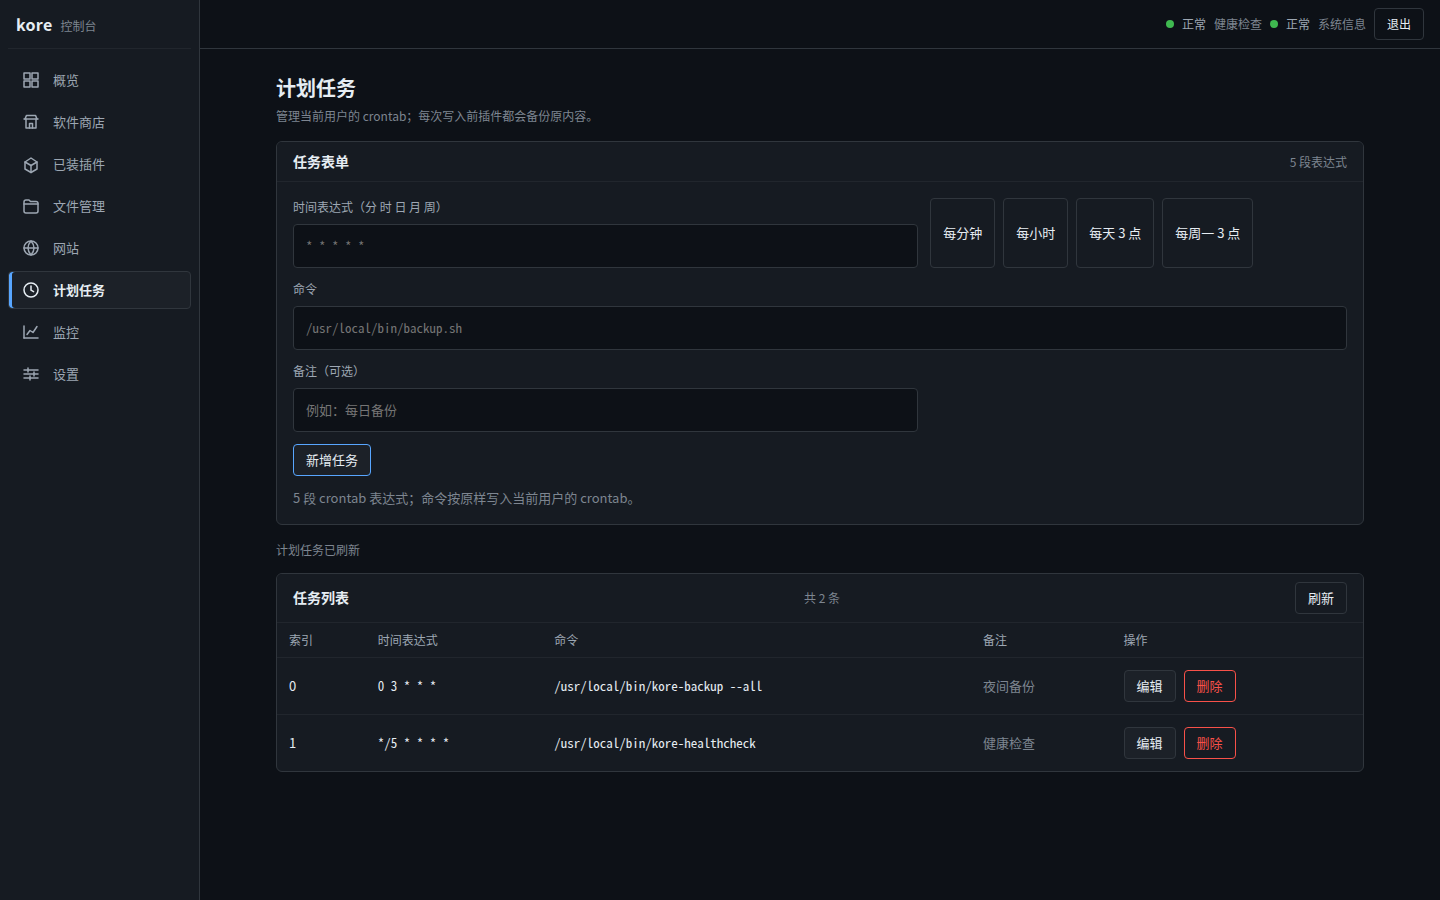 kore 控制台
正常 健康检查 正常 系统信息 退出
概览
软件商店
已装插件
文件管理
网站
计划任务
监控
设置
计划任务
管理当前用户的 crontab；每次写入前插件都会备份原内容。
任务表单 5 段表达式
时间表达式（分 时 日 月 周）
* * * * *
每分钟 每小时 每天 3 点 每周一 3 点
命令
/usr/local/bin/backup.sh
备注（可选）
例如：每日备份
新增任务
5 段 crontab 表达式；命令按原样写入当前用户的 crontab。
计划任务已刷新
任务列表 共 2 条 刷新
索引 时间表达式 命令 备注 操作
0 0 3 * * * /usr/local/bin/kore-backup --all 夜间备份 编辑 删除
1 */5 * * * * /usr/local/bin/kore-healthcheck 健康检查 编辑 删除